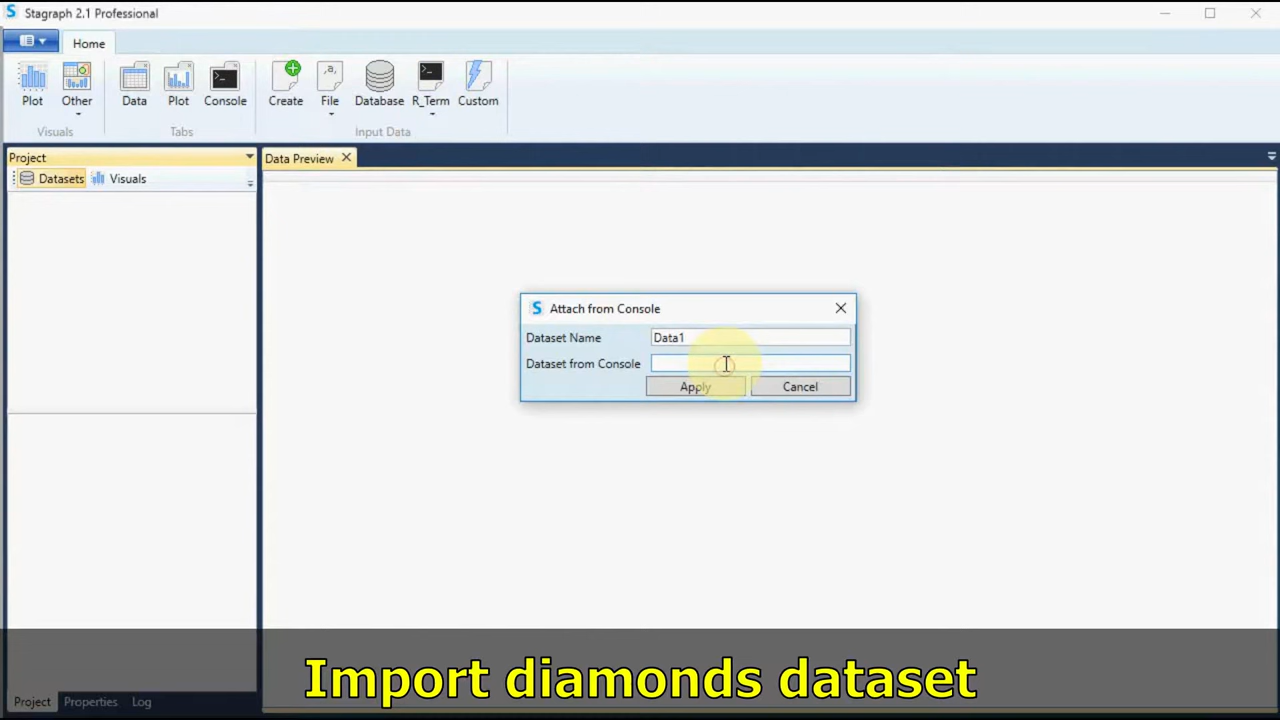 Stagraph 2.1 Professional
Home
Plot
Other
Data
Plot
Console
Create
,a,
File
Database
R_Term
Custom
Visuals
Tabs
Input Data
Project
Datasets
Visuals
Data Preview
Attach from Console
Dataset Name
Data1
Dataset from Console
Apply
Cancel
Import diamonds dataset
Project
Properties
Log